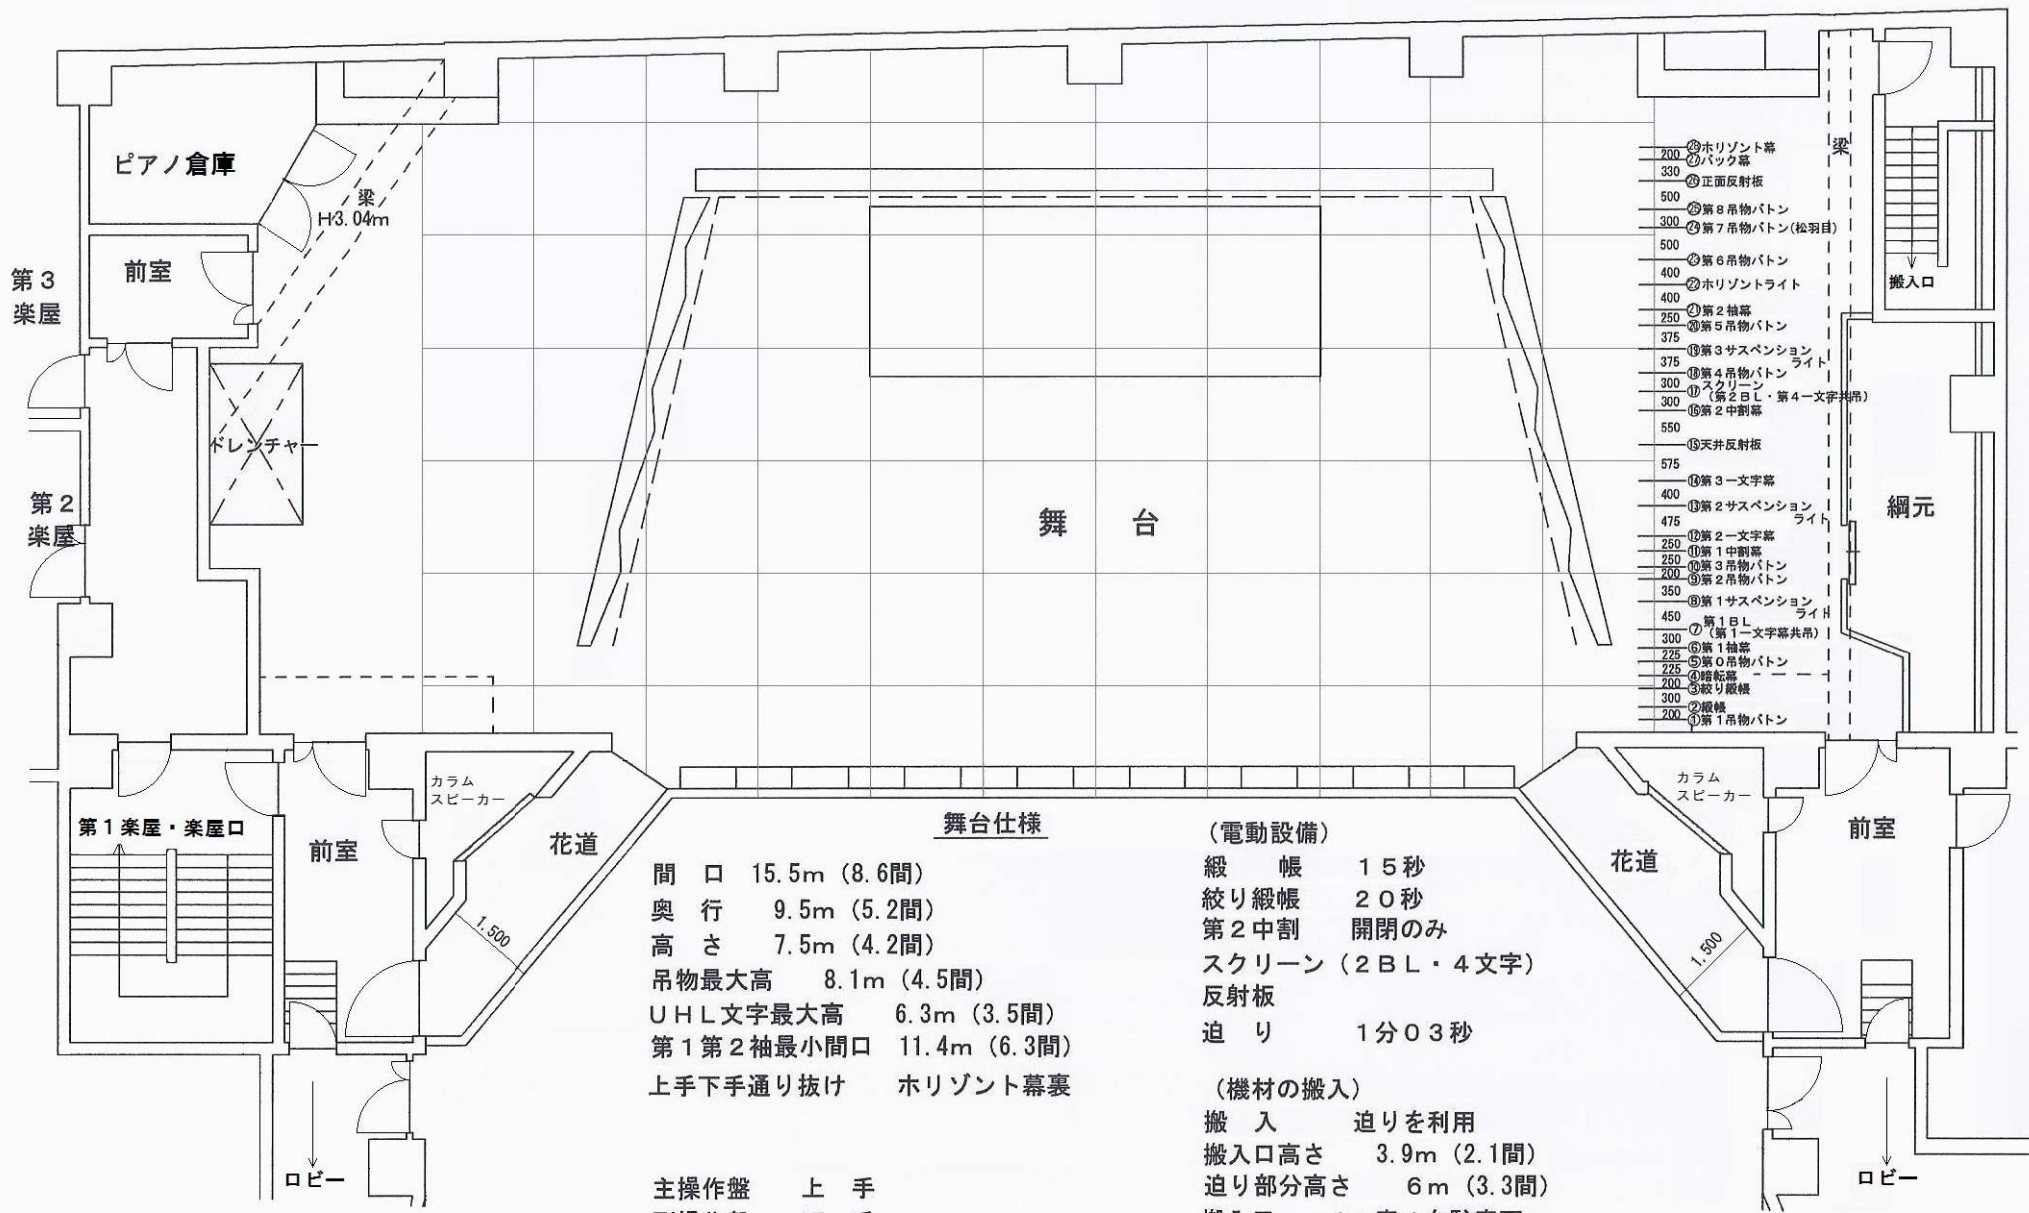 ピアノ倉庫
梁
H=3.04m
前室
第3
楽屋
ドレンチャー
第2
楽屋
舞　台
200
330
500
300
500
400
400
250
375
375
300
300
550
575
400
475
250
250
200
350
450
300
225
225
200
300
200
㉘ホリゾント幕
㉗バック幕
㉖正面反射板
㉕第8吊物バトン
㉔第7吊物バトン(松羽目)
㉓第6吊物バトン
㉒ホリゾントライト
㉑第2袖幕
⑳第5吊物バトン
⑲第3サスペンション
ライト
⑱第4吊物バトン
⑰スクリーン
(第2BL・第4一文字共吊)
⑯第2中割幕
⑮天井反射板
⑭第3一文字幕
⑬第2サスペンション
ライト
⑫第2一文字幕
⑪第1中割幕
⑩第3吊物バトン
⑨第2吊物バトン
⑧第1サスペンション
ライト
⑦第1BL
(第1一文字幕共吊)
⑥第1袖幕
⑤第0吊物バトン
④暗転幕
③絞り緞帳
②緞帳
①第1吊物バトン
梁
搬入口
綱元
第1楽屋・楽屋口
前室
カラム
スピーカー
花道
1,500
ロビー
カラム
スピーカー
花道
1,500
前室
ロビー
舞台仕様
間　口　15.5m (8.6間)
奥　行　9.5m (5.2間)
高　さ　7.5m (4.2間)
吊物最大高　8.1m (4.5間)
UHL文字最大高　6.3m (3.5間)
第1第2袖最小間口　11.4m (6.3間)
上手下手通り抜け　ホリゾント幕裏
主操作盤　上　手
(電動設備)
緞　帳　15秒
絞り緞帳　20秒
第2中割　開閉のみ
スクリーン (2BL・4文字)
反射板
迫　り　1分03秒
(機材の搬入)
搬　入　迫りを利用
搬入口高さ　3.9m (2.1間)
迫り部分高さ　6m (3.3間)